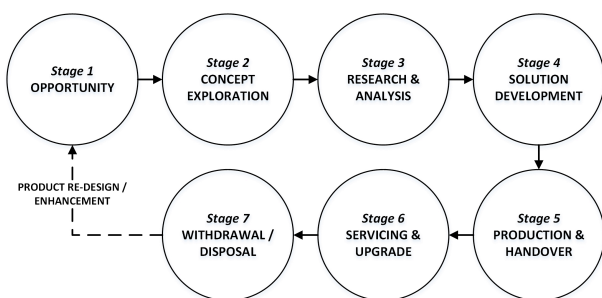 Stage 1
OPPORTUNITY
Stage 2
CONCEPT
EXPLORATION
Stage 3
RESEARCH &
ANALYSIS
Stage 4
SOLUTION
DEVELOPMENT
PRODUCT RE-DESIGN /
ENHANCEMENT
Stage 7
WITHDRAWAL /
DISPOSAL
Stage 6
SERVICING &
UPGRADE
Stage 5
PRODUCTION &
HANDOVER